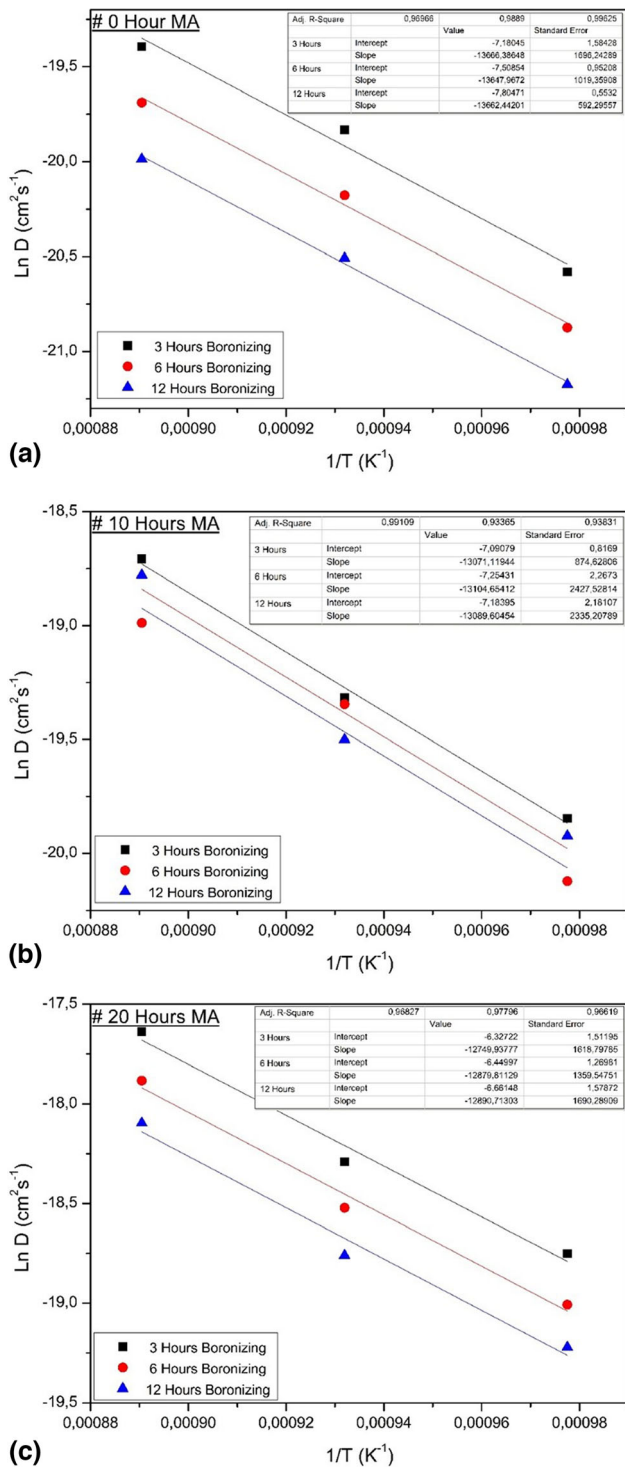 # 0 Hour MA
Adj. R-Square 0,96966 0,9889 0,99625
Value Standard Error
3 Hours Intercept -7,18045 1,58428
Slope -13666,38648 1696,24289
6 Hours Intercept -7,50854 0,95208
Slope -13647,9672 1019,35908
12 Hours Intercept -7,80471 0,5532
Slope -13662,44201 592,29557
-19,5
-20,0
-20,5
-21,0
Ln D (cm²s⁻¹)
3 Hours Boronizing
6 Hours Boronizing
12 Hours Boronizing
0,00088 0,00090 0,00092 0,00094 0,00096 0,00098
1/T (K⁻¹)
(a)
# 10 Hours MA
Adj. R-Square 0,99109 0,93365 0,93831
Value Standard Error
3 Hours Intercept -7,09079 0,8169
Slope -13071,11944 874,62806
6 Hours Intercept -7,25431 2,2673
Slope -13104,65412 2427,52814
12 Hours Intercept -7,18395 2,18107
Slope -13089,60454 2335,20789
-18,5
-19,0
-19,5
-20,0
Ln D (cm²s⁻¹)
3 Hours Boronizing
6 Hours Boronizing
12 Hours Boronizing
0,00088 0,00090 0,00092 0,00094 0,00096 0,00098
1/T (K⁻¹)
(b)
# 20 Hours MA
Adj. R-Square 0,96827 0,97796 0,96619
Value Standard Error
3 Hours Intercept -6,32722 1,51195
Slope -12749,93777 1618,79765
6 Hours Intercept -6,44997 1,26981
Slope -12879,81129 1359,54751
12 Hours Intercept -6,66148 1,57872
Slope -12890,71303 1690,28909
-17,5
-18,0
-18,5
-19,0
-19,5
Ln D (cm²s⁻¹)
3 Hours Boronizing
6 Hours Boronizing
12 Hours Boronizing
0,00088 0,00090 0,00092 0,00094 0,00096 0,00098
1/T (K⁻¹)
(c)